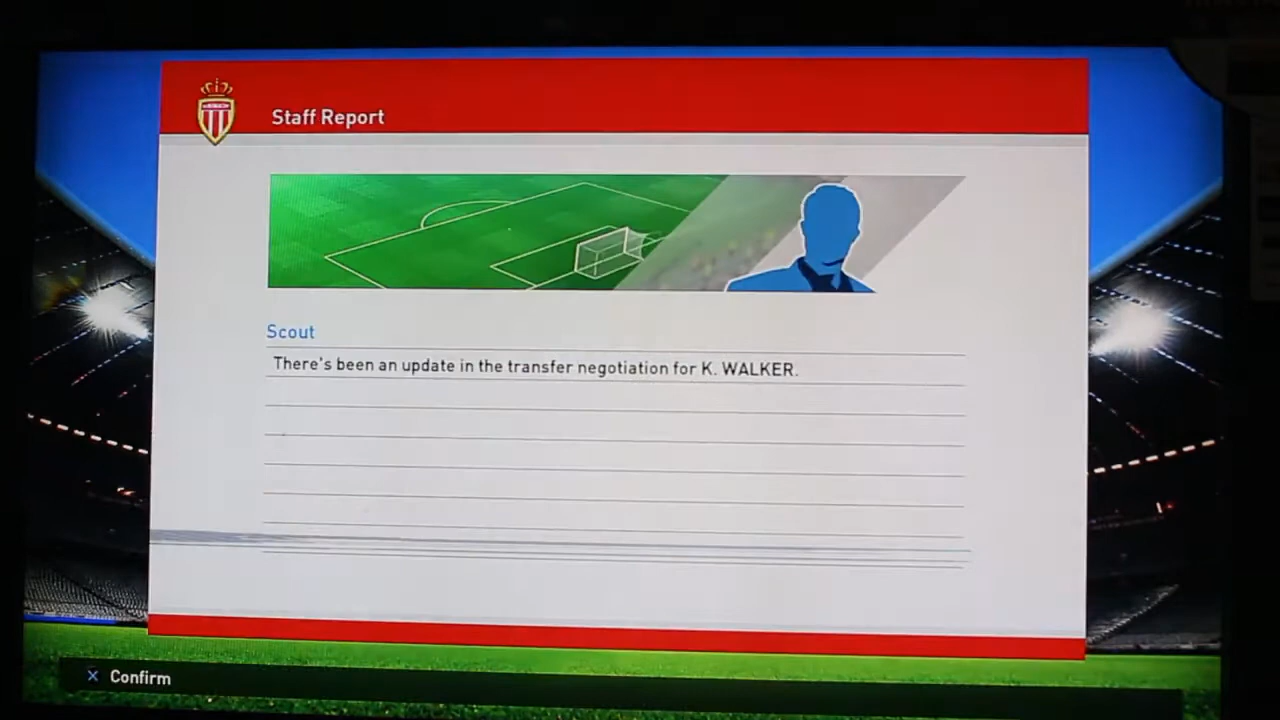 Staff Report
Scout
There's been an update in the transfer negotiation for K. WALKER.
Confirm